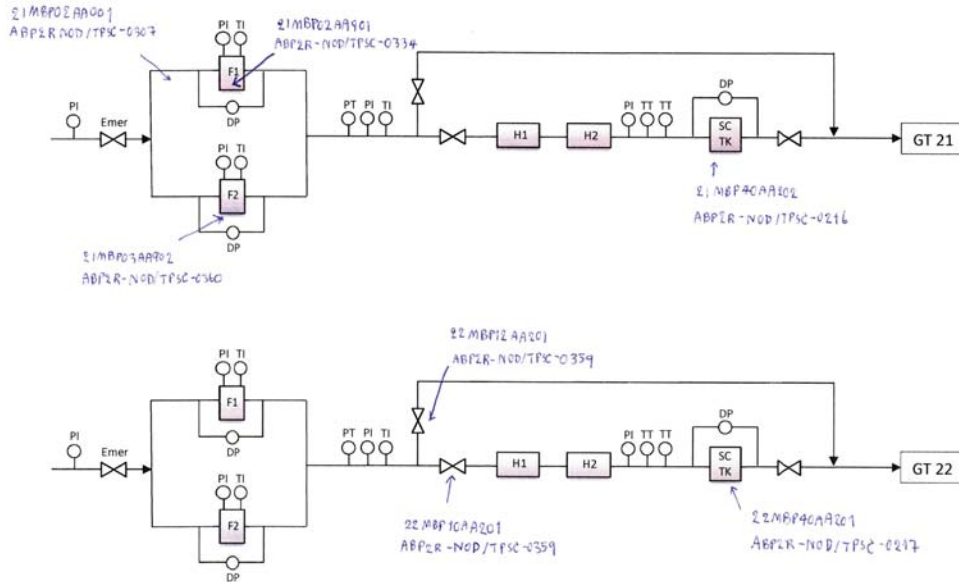 21MBP02AA001
ABP2RNOD/TPSC-0307
PI TI
21MBP02AA901
ABP2R-NOD/TPSC-0334
F1
DP
PI
Emer
PT PI TI
H1
H2
PI TT TT
DP
SC
TK
GT 21
PI TI
F2
DP
21MBP40AA202
ABP2R-NOD/TPSC-0216
21MBP03AA902
ABP2R-NOD/TPSC-0360
22MBP12AA201
ABP2R-NOD/TPSC-0359
PI TI
F1
DP
PI
Emer
PT PI TI
H1
H2
PI TT TT
DP
SC
TK
GT 22
PI TI
F2
DP
22MBP10AA201
ABP2R-NOD/TPSC-0359
22MBP40AA201
ABP2R-NOD/TPSC-0217